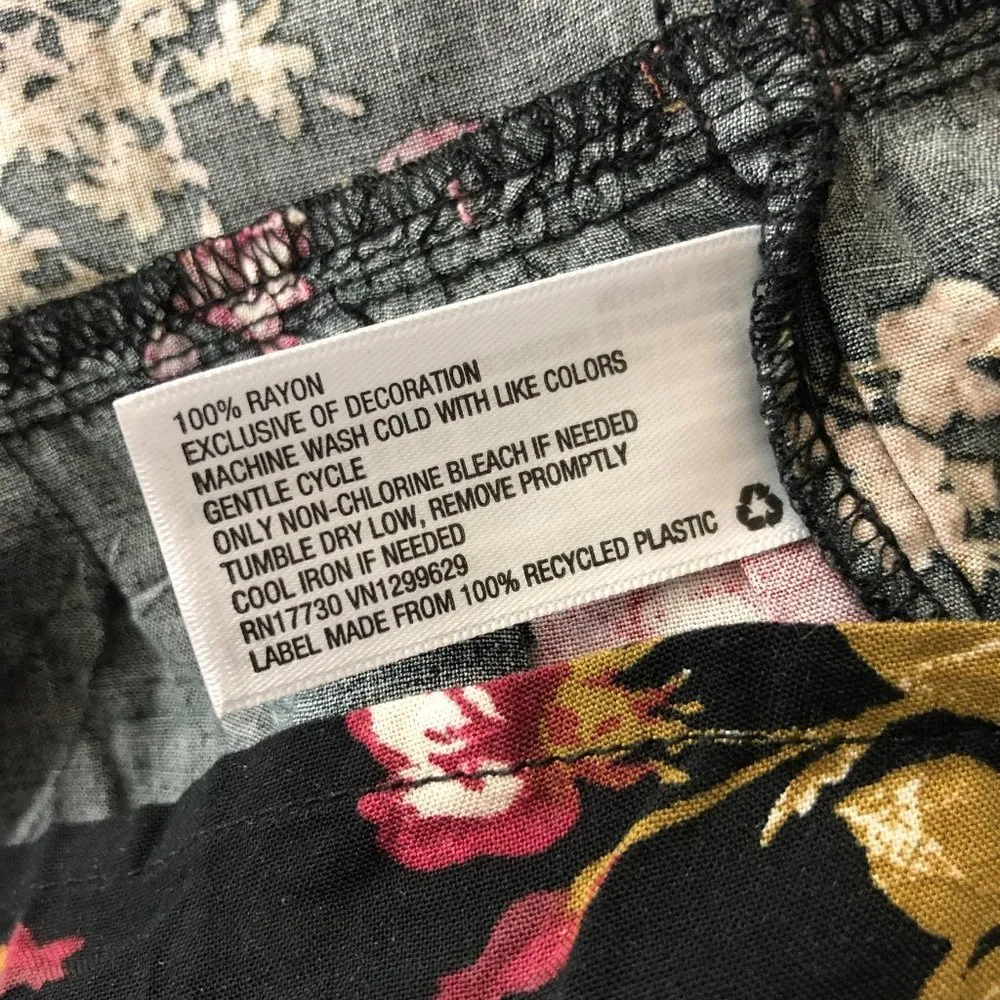 100% RAYON
EXCLUSIVE OF DECORATION
MACHINE WASH COLD WITH LIKE COLORS
GENTLE CYCLE
ONLY NON-CHLORINE BLEACH IF NEEDED
TUMBLE DRY LOW, REMOVE PROMPTLY
COOL IRON IF NEEDED
RN17730 VN1299629
LABEL MADE FROM 100% RECYCLED PLASTIC